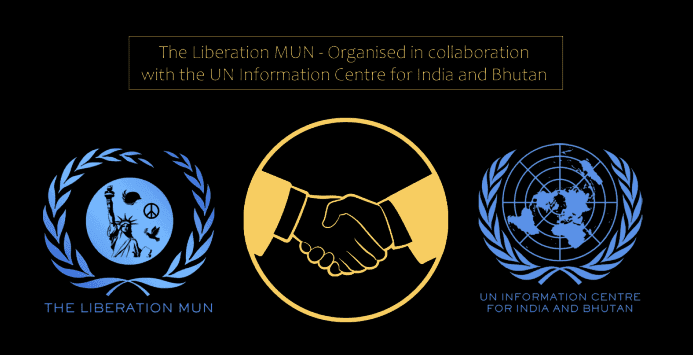 The Liberation MUN - Organised in collaboration
with the UN Information Centre for India and Bhutan
THE LIBERATION MUN
UN INFORMATION CENTRE
FOR INDIA AND BHUTAN